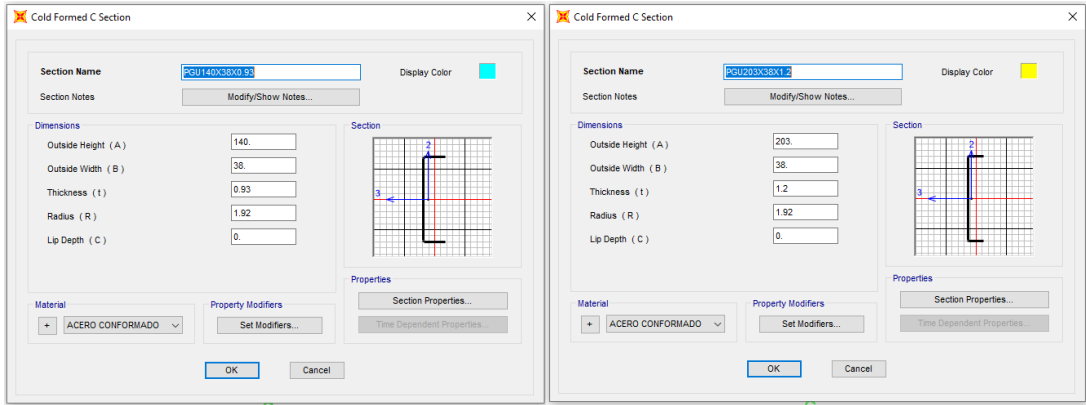 Cold Formed C Section
Section Name PGU140X38X0.93 Display Color
Section Notes Modify/Show Notes...
Dimensions
Outside Height ( A ) 140.
Outside Width ( B ) 38.
Thickness ( t ) 0.93
Radius ( R ) 1.92
Lip Depth ( C ) 0.
Section
2
3
Properties
Section Properties...
Time Dependent Properties...
Material
+ ACERO CONFORMADO
Property Modifiers
Set Modifiers...
OK Cancel
Cold Formed C Section
Section Name PGU203X38X1.2 Display Color
Section Notes Modify/Show Notes...
Dimensions
Outside Height ( A ) 203.
Outside Width ( B ) 38.
Thickness ( t ) 1.2
Radius ( R ) 1.92
Lip Depth ( C ) 0.
Section
2
3
Properties
Section Properties...
Time Dependent Properties...
Material
+ ACERO CONFORMADO
Property Modifiers
Set Modifiers...
OK Cancel